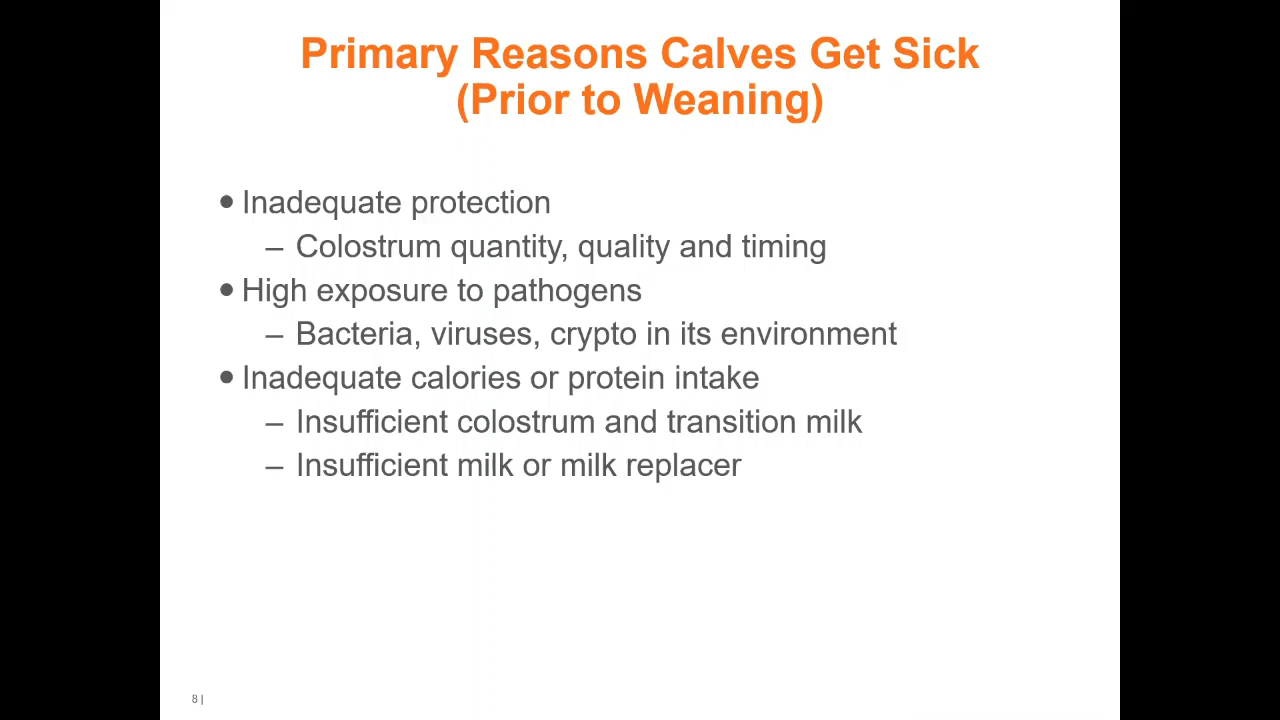 Primary Reasons Calves Get Sick
(Prior to Weaning)
• Inadequate protection
– Colostrum quantity, quality and timing
• High exposure to pathogens
– Bacteria, viruses, crypto in its environment
• Inadequate calories or protein intake
– Insufficient colostrum and transition milk
– Insufficient milk or milk replacer
8 |